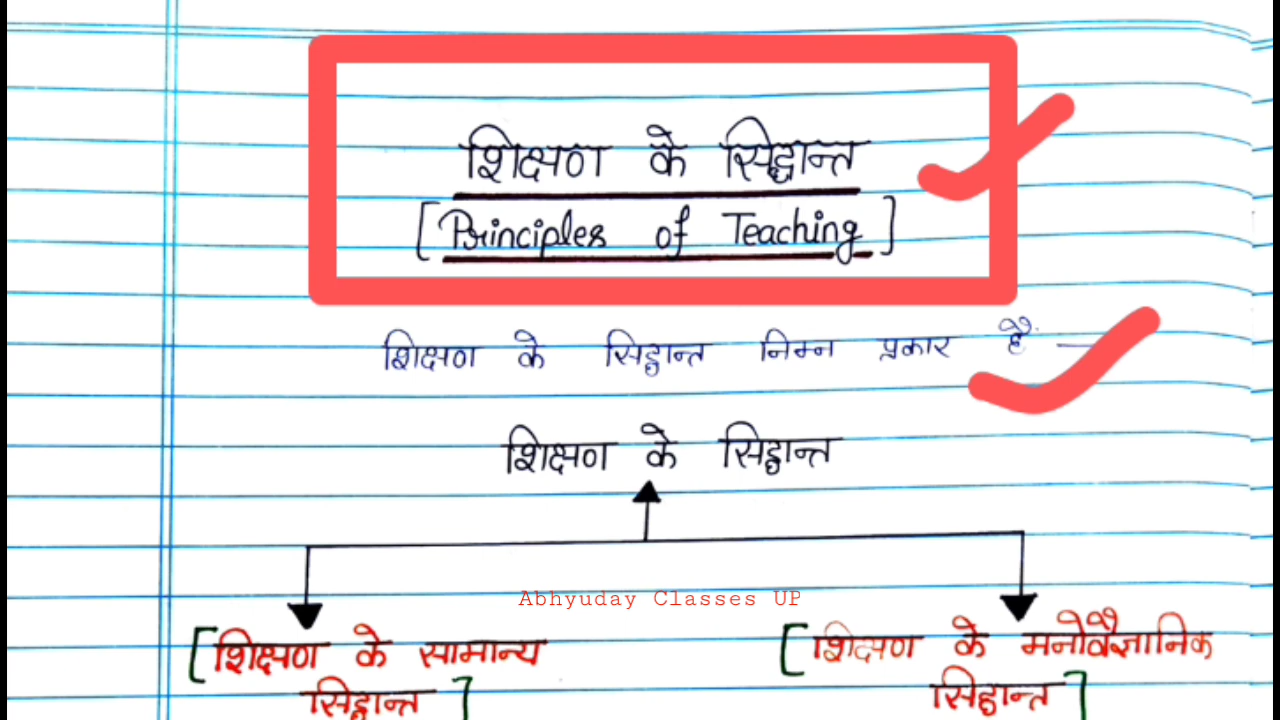 शिक्षण के सिद्धान्त
[Principles of Teaching]
शिक्षण के सिद्धान्त निम्न प्रकार है —
शिक्षण के सिद्धान्त
Abhyuday Classes UP
[शिक्षण के सामान्य
सिद्धान्त]
[शिक्षण के मनोवैज्ञानिक
सिद्धान्त]